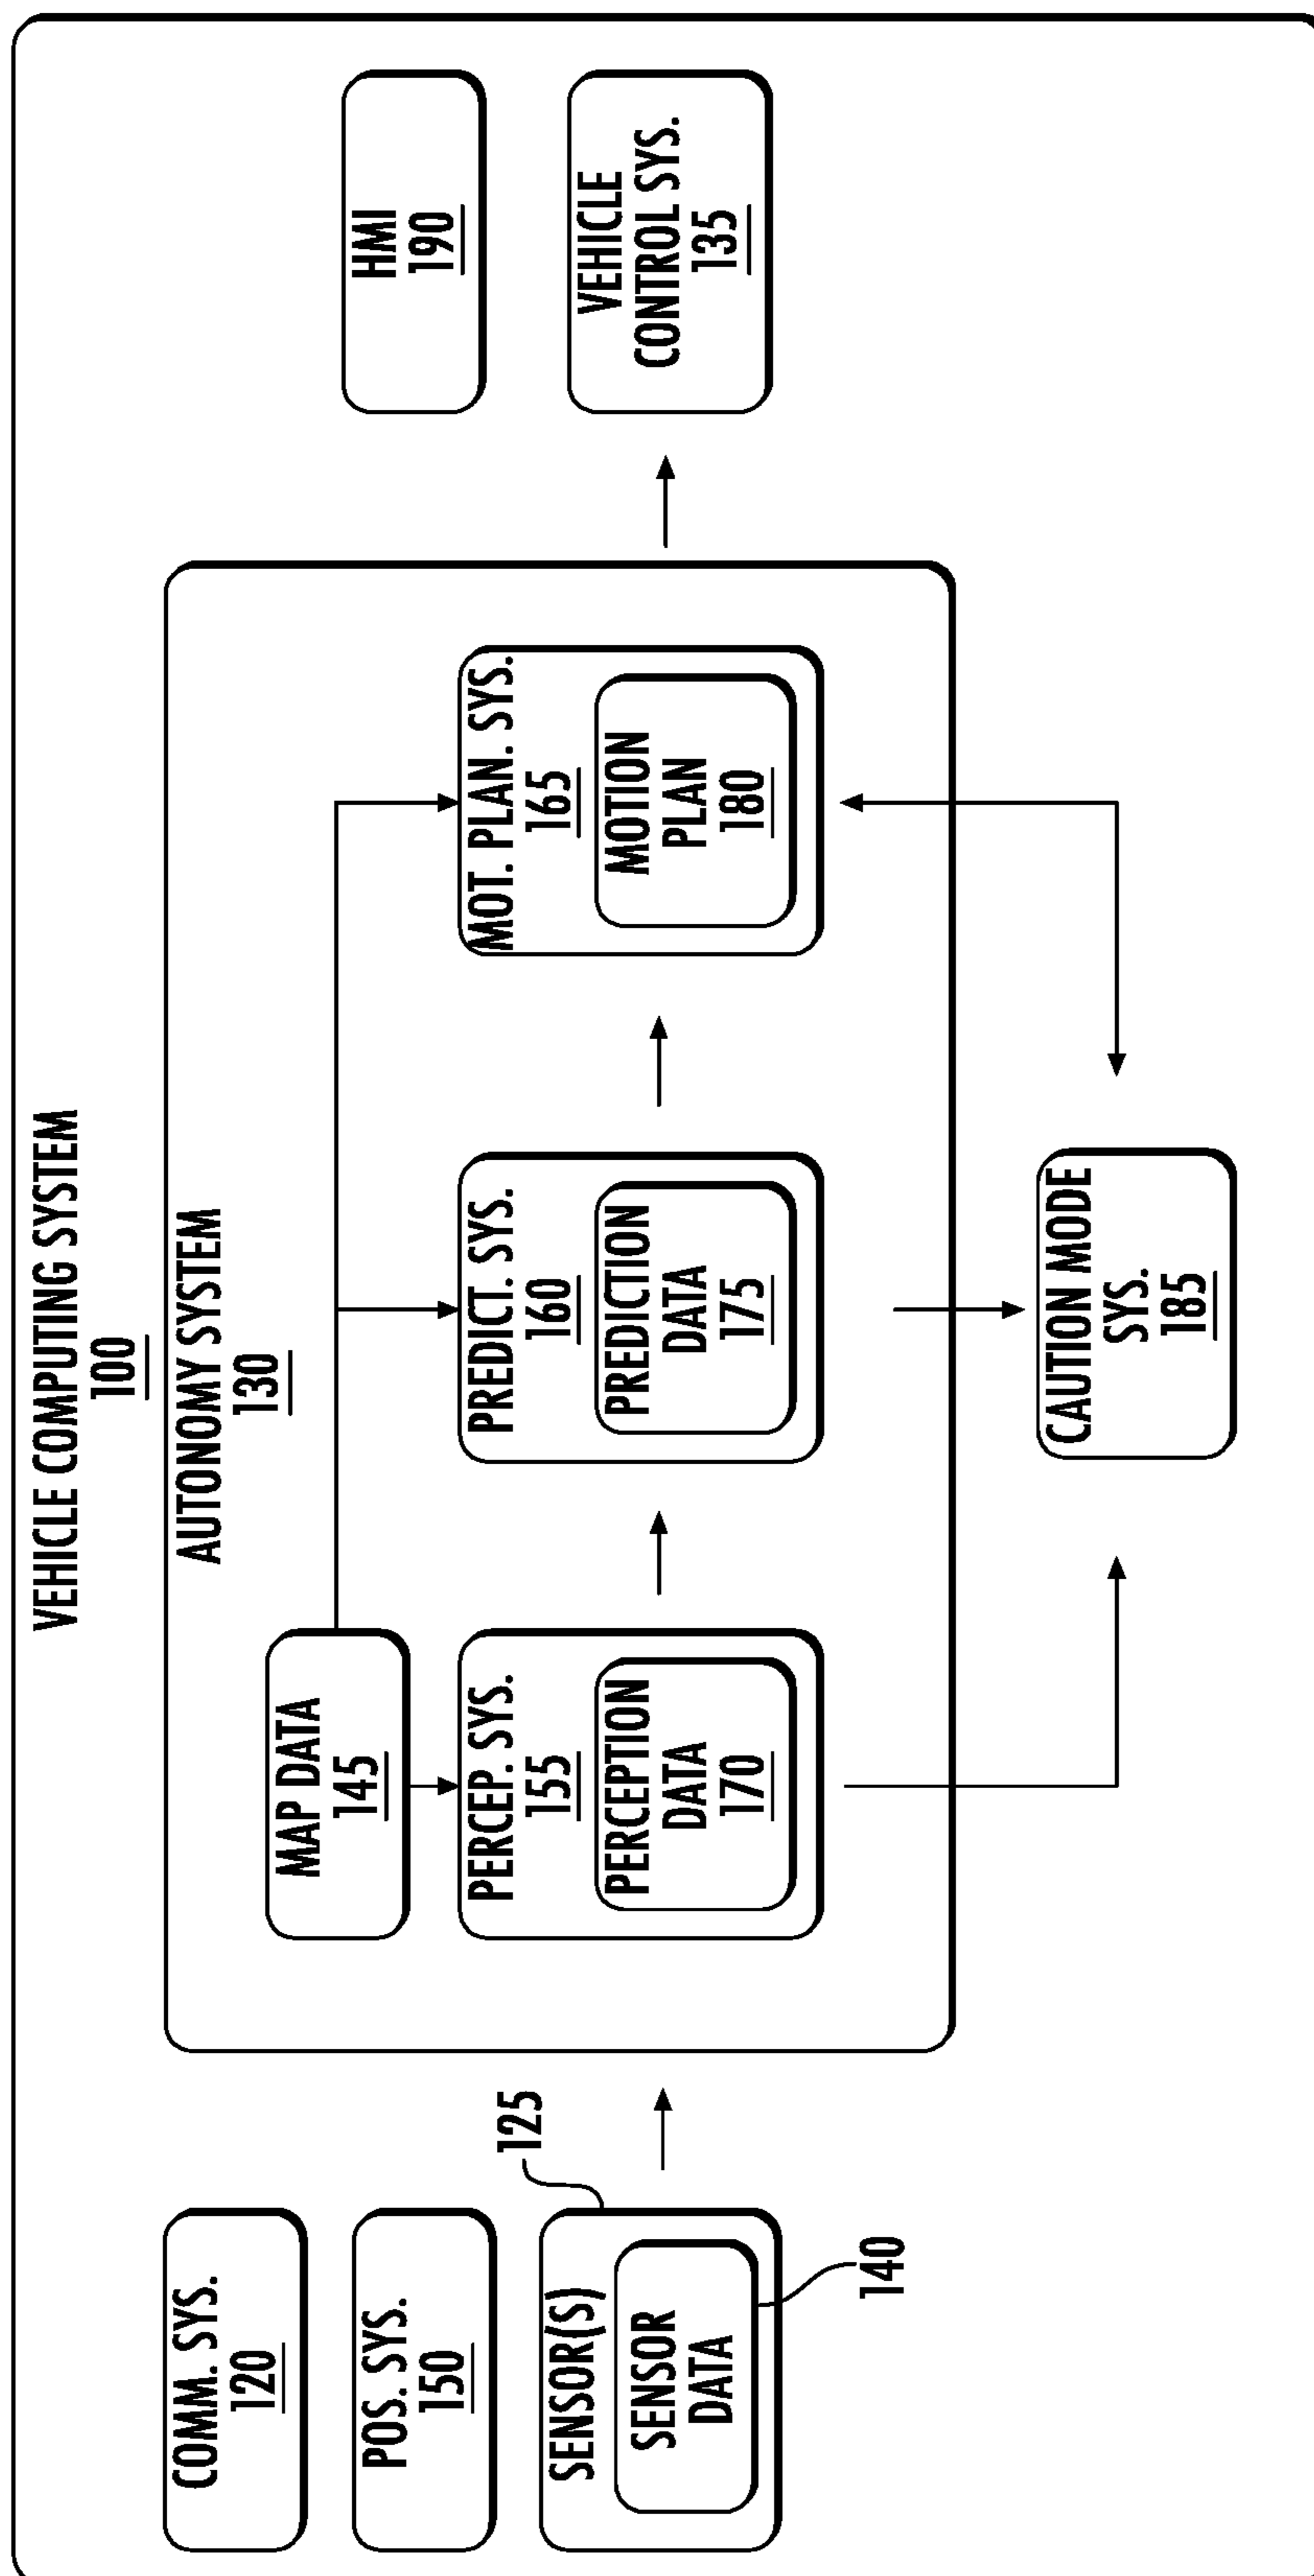 VEHICLE COMPUTING SYSTEM
100
COMM. SYS.
120
POS. SYS.
150
SENSOR(S)
125
SENSOR
DATA
140
AUTONOMY SYSTEM
130
MAP DATA
145
PERCEP. SYS.
155
PERCEPTION
DATA
170
PREDICT. SYS.
160
PREDICTION
DATA
175
MOT. PLAN. SYS.
165
MOTION
PLAN
180
CAUTION MODE
SYS.
185
HMI
190
VEHICLE
CONTROL SYS.
135